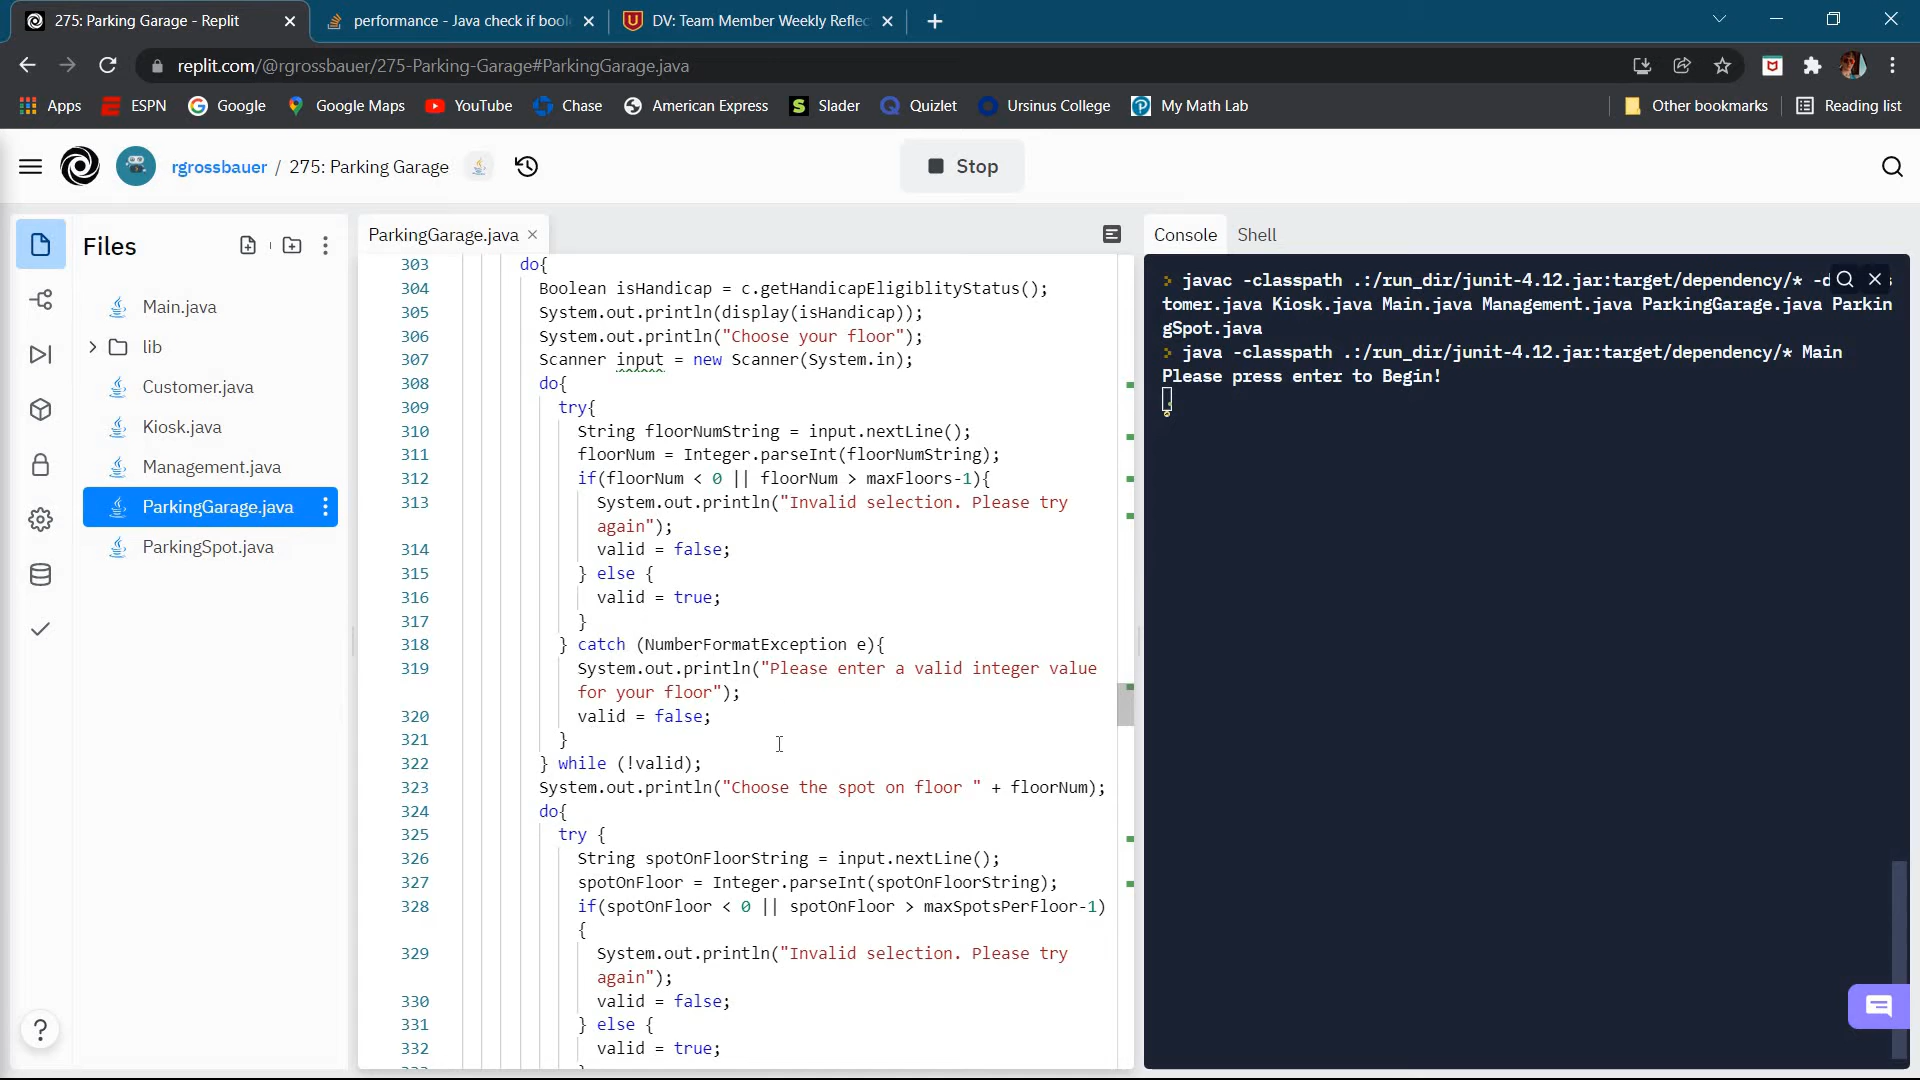 275: Parking Garage - Replit
performance - Java check if bool
DV: Team Member Weekly Reflec
replit.com/@rgrossbauer/275-Parking-Garage#ParkingGarage.java
Apps
ESPN
Google
Google Maps
YouTube
Chase
American Express
Slader
Quizlet
Ursinus College
My Math Lab
Other bookmarks
Reading list
rgrossbauer / 275: Parking Garage
Stop
Files
Main.java
lib
Customer.java
Kiosk.java
Management.java
ParkingGarage.java
ParkingSpot.java
ParkingGarage.java
303 do{
304 Boolean isHandicap = c.getHandicapEligiblityStatus();
305 System.out.println(display(isHandicap));
306 System.out.println("Choose your floor");
307 Scanner input = new Scanner(System.in);
308 do{
309 try{
310 String floorNumString = input.nextLine();
311 floorNum = Integer.parseInt(floorNumString);
312 if(floorNum < 0 || floorNum > maxFloors-1){
313 System.out.println("Invalid selection. Please try
again");
314 valid = false;
315 } else {
316 valid = true;
317 }
318 } catch (NumberFormatException e){
319 System.out.println("Please enter a valid integer value
for your floor");
320 valid = false;
321 }
322 } while (!valid);
323 System.out.println("Choose the spot on floor " + floorNum);
324 do{
325 try {
326 String spotOnFloorString = input.nextLine();
327 spotOnFloor = Integer.parseInt(spotOnFloorString);
328 if(spotOnFloor < 0 || spotOnFloor > maxSpotsPerFloor-1)
{
329 System.out.println("Invalid selection. Please try
again");
330 valid = false;
331 } else {
332 valid = true;
Console
Shell
javac -classpath .:/run_dir/junit-4.12.jar:target/dependency/* -d
tomer.java Kiosk.java Main.java Management.java ParkingGarage.java Parkin
gSpot.java
java -classpath .:/run_dir/junit-4.12.jar:target/dependency/* Main
Please press enter to Begin!